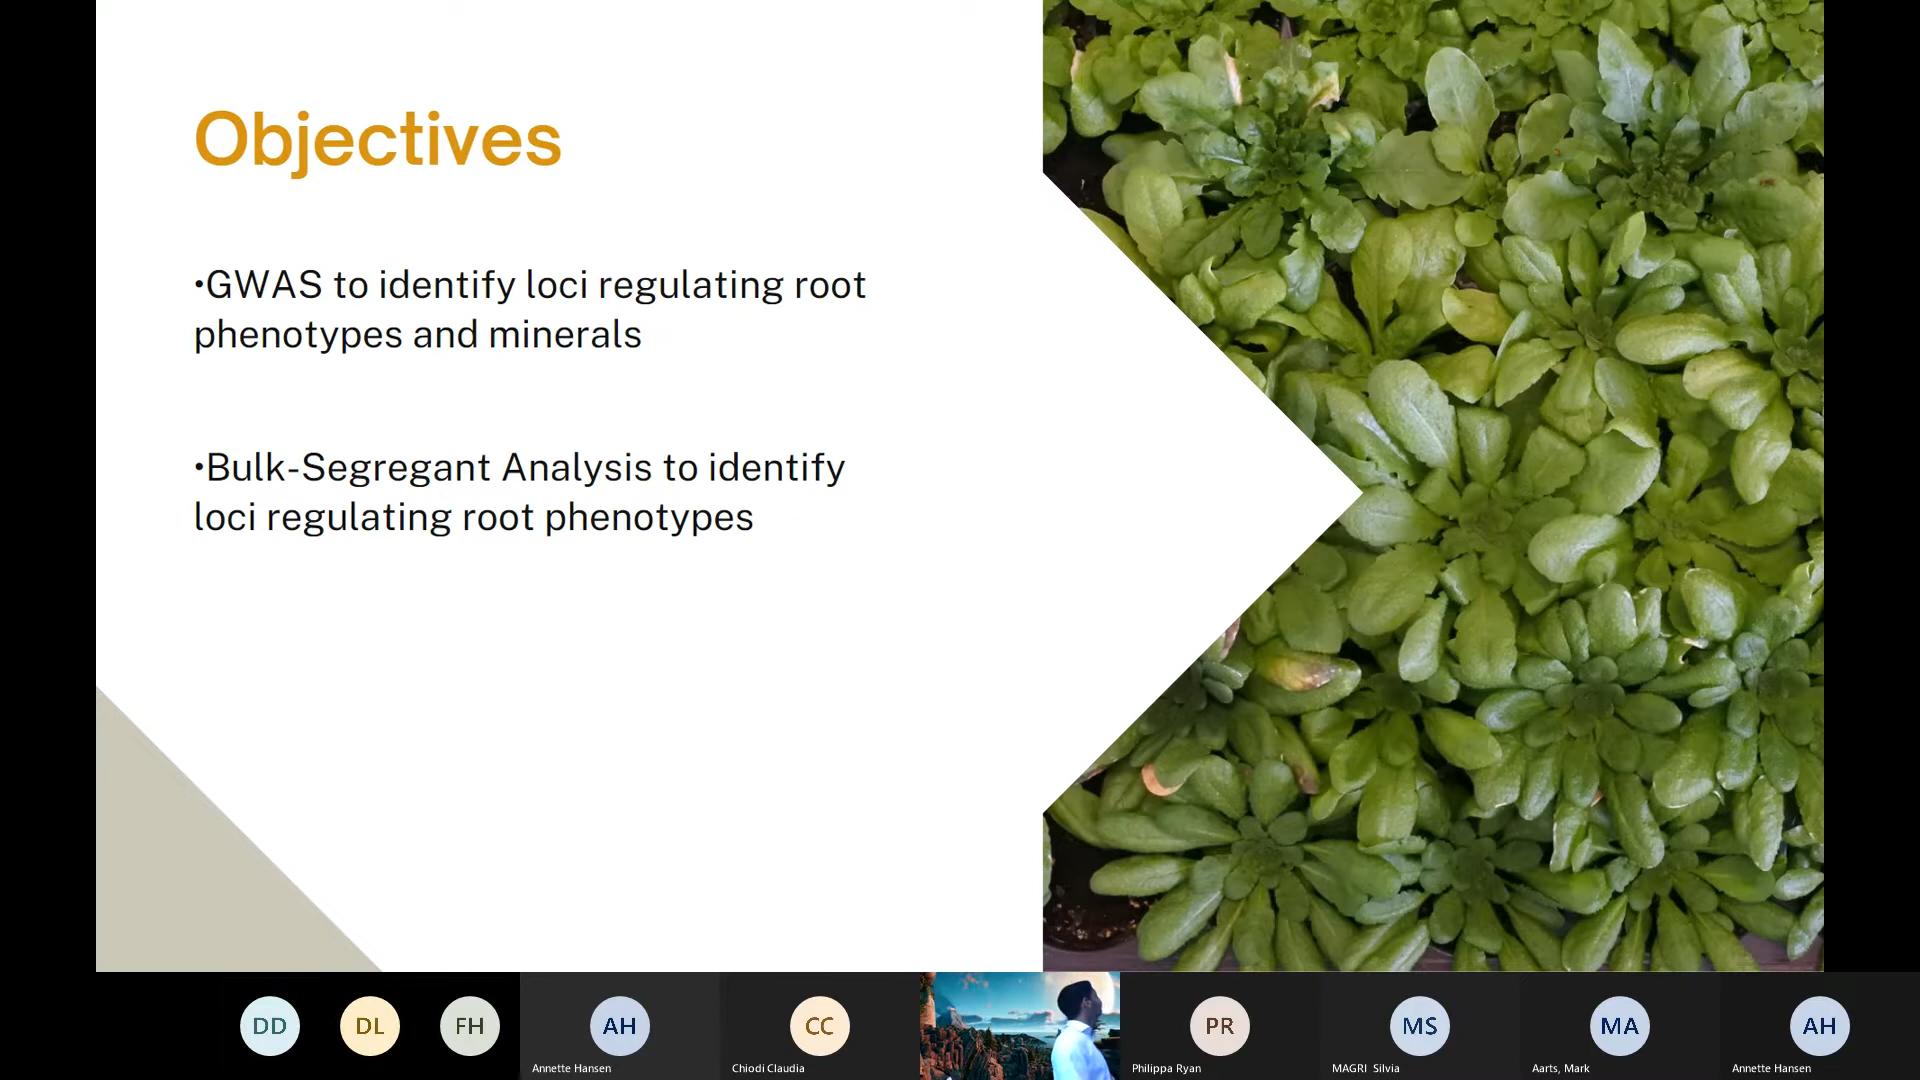 Objectives
•GWAS to identify loci regulating root
phenotypes and minerals
•Bulk-Segregant Analysis to identify
loci regulating root phenotypes
DD
DL
FH
AH
CC
PR
MS
MA
AH
Annette Hansen
Chiodi Claudia
Philippa Ryan
MAGRI Silvia
Aarts, Mark
Annette Hansen